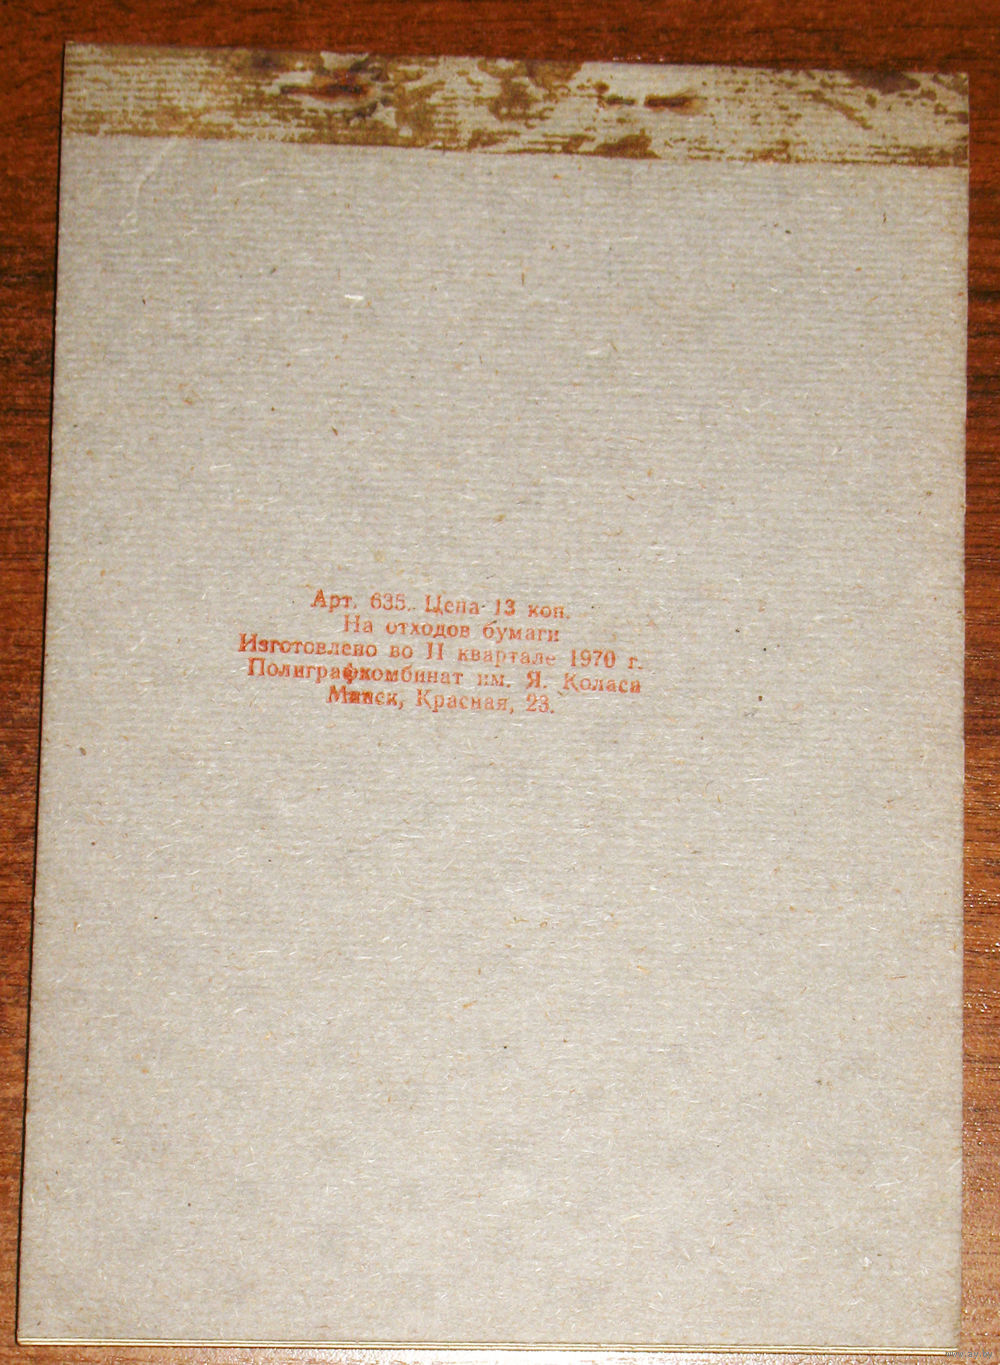 Арт. 635. Цена 13 коп.
На отходов бумаги
Изготовлено во II квартале 1970 г.
Полиграфкомбинат им. Я. Коласа
Минск, Красная, 23.